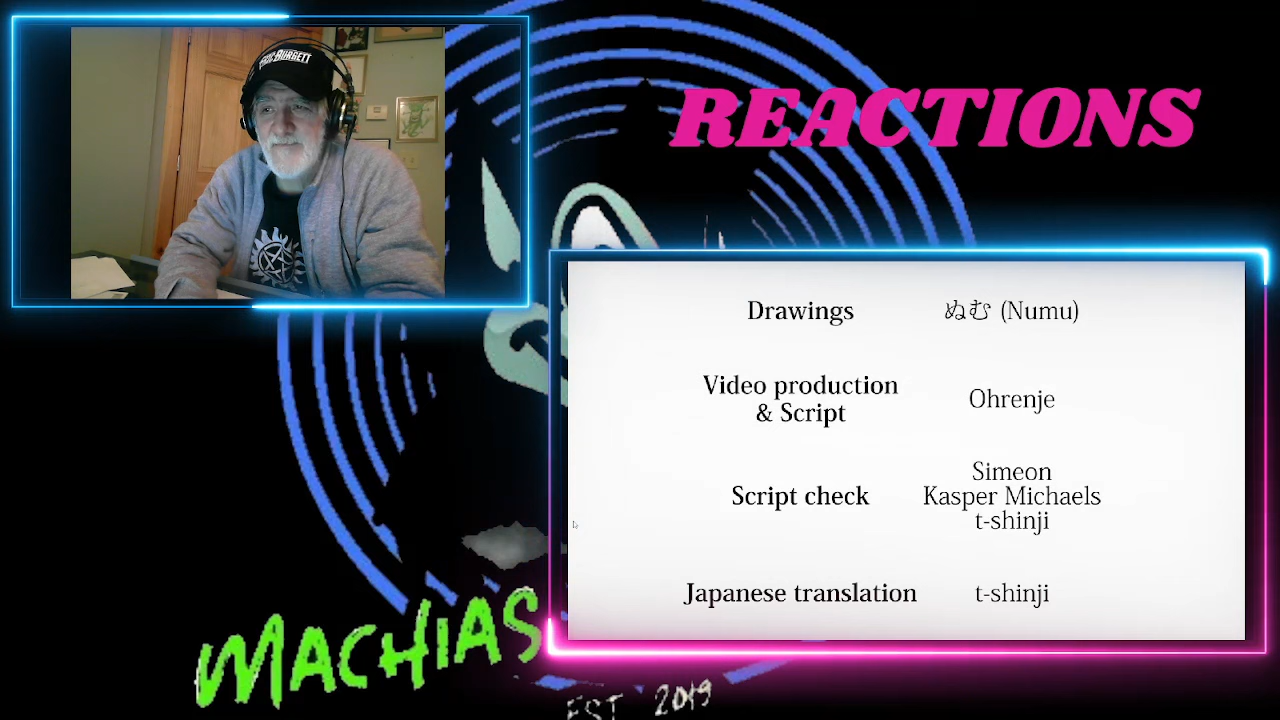 REACTIONS
Drawings ぬむ (Numu)
Video production
& Script
Ohrenje
Simeon
Script check Kasper Michaels
t-shinji
Japanese translation t-shinji
MACHIAS
EST 2019